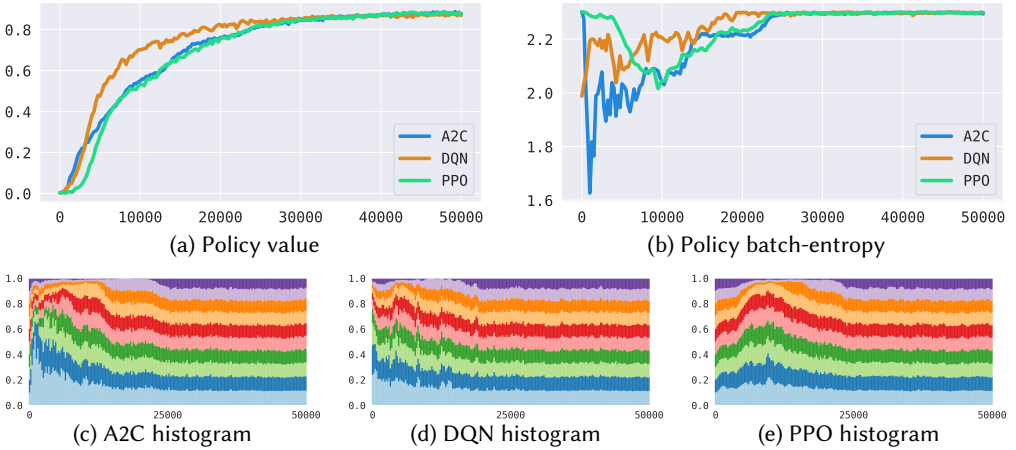 0.8
0.6
0.4
0.2
0.0
0 10000 20000 30000 40000 50000
A2C
DQN
PPO
(a) Policy value
2.2
2.0
1.8
1.6
0 10000 20000 30000 40000 50000
A2C
DQN
PPO
(b) Policy batch-entropy
1.0
0.8
0.6
0.4
0.2
0.0
0 25000 50000
(c) A2C histogram
1.0
0.8
0.6
0.4
0.2
0.0
0 25000 50000
(d) DQN histogram
1.0
0.8
0.6
0.4
0.2
0.0
0 25000 50000
(e) PPO histogram